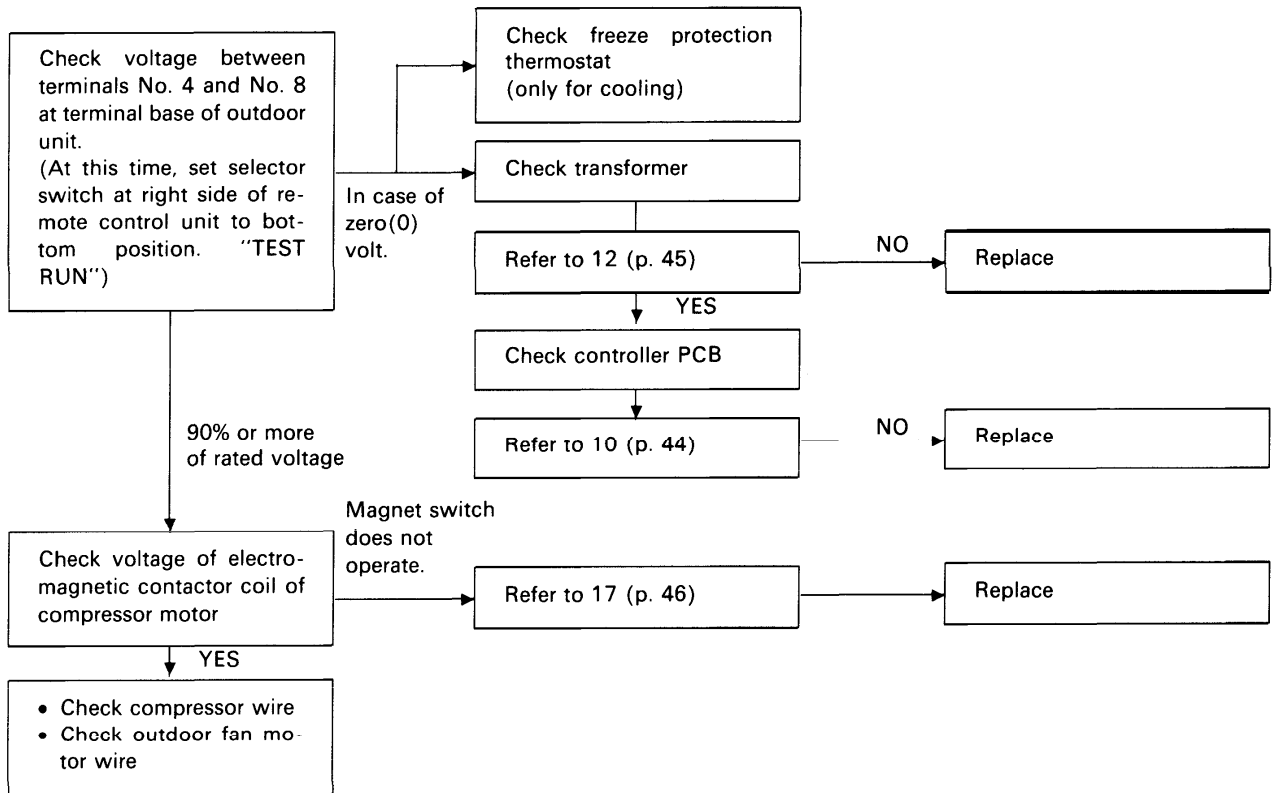 Check voltage between
terminals No. 4 and No. 8
at terminal base of outdoor
unit.
(At this time, set selector
switch at right side of re-
mote control unit to bot-
tom position. "TEST
RUN")
In case of
zero(0)
volt.
Check freeze protection
thermostat
(only for cooling)
Check transformer
Refer to 12 (p. 45)
NO
Replace
YES
Check controller PCB
Refer to 10 (p. 44)
NO
Replace
90% or more
of rated voltage
Check voltage of electro-
magnetic contactor coil of
compressor motor
Magnet switch
does not
operate.
Refer to 17 (p. 46)
Replace
YES
• Check compressor wire
• Check outdoor fan mo-
tor wire